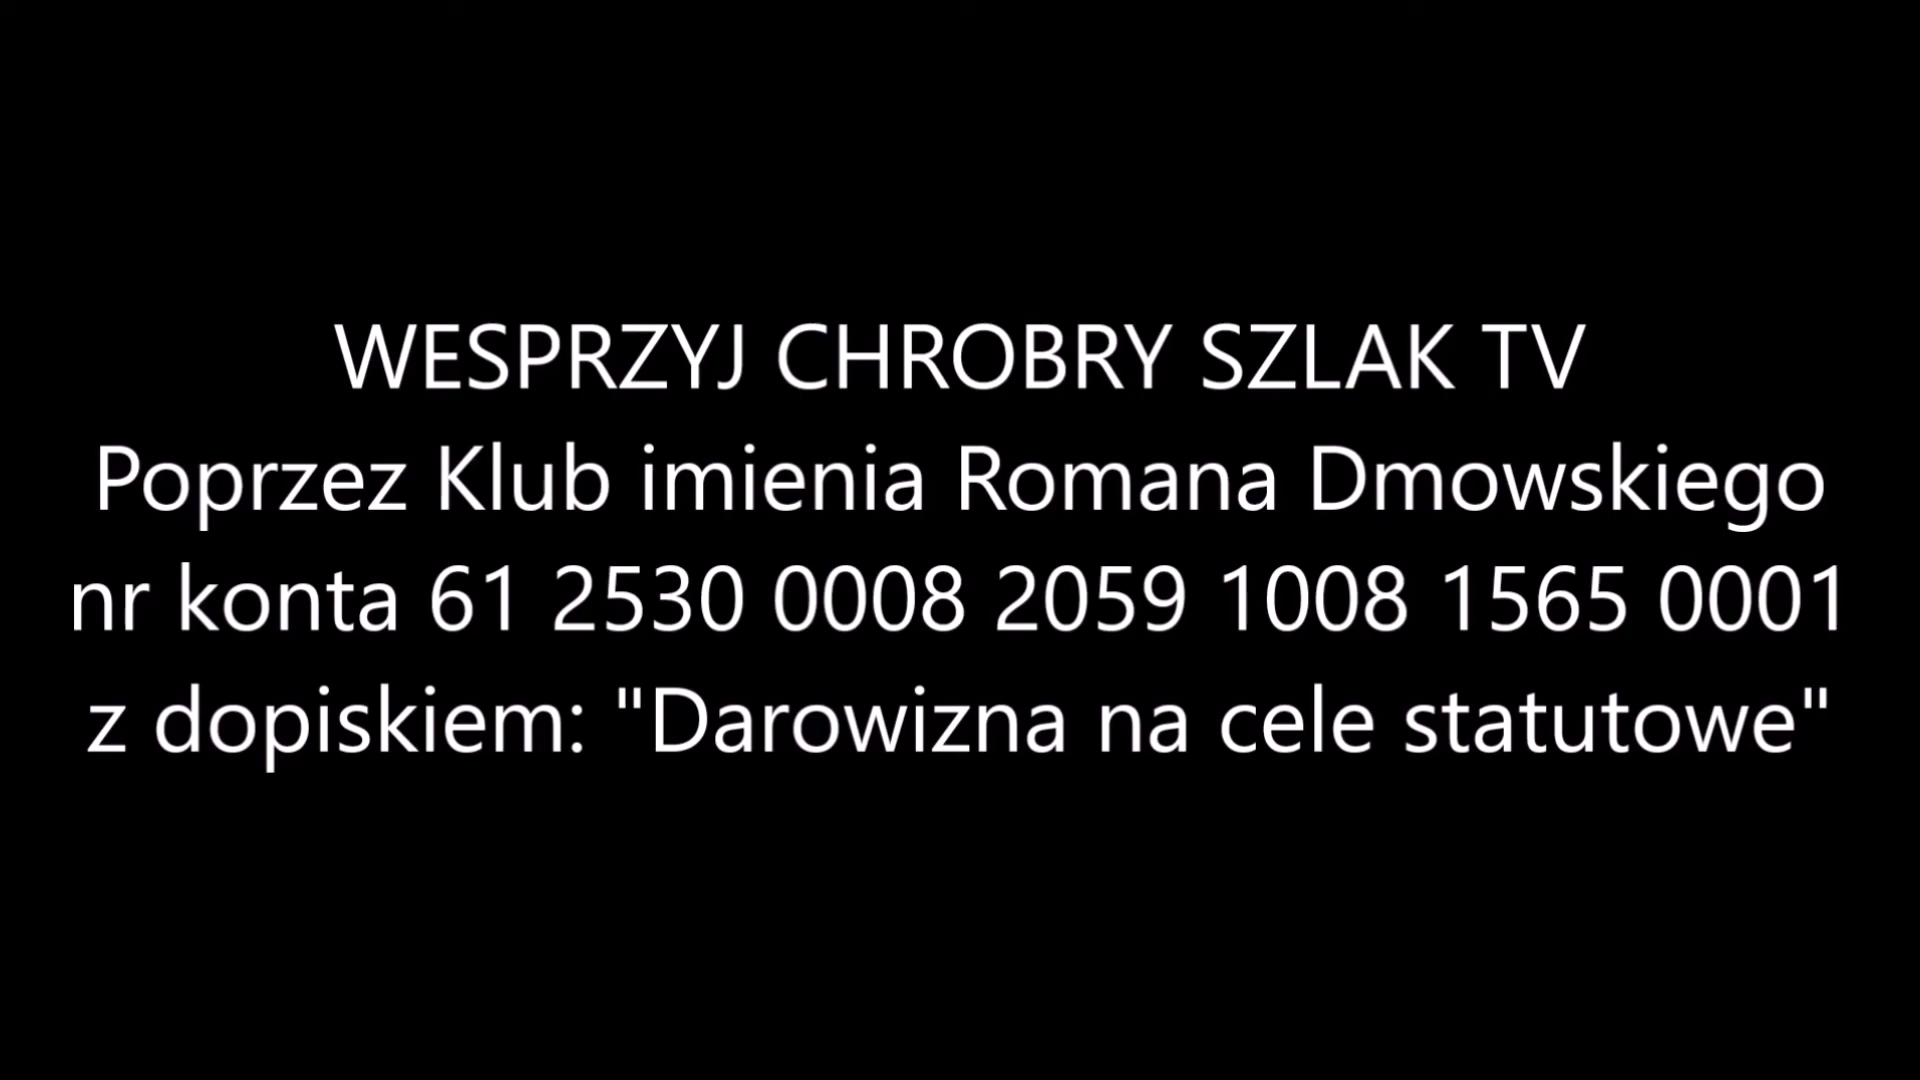 WESPRZYJ CHROBRY SZLAK TV
Poprzez Klub imienia Romana Dmowskiego
nr konta 61 2530 0008 2059 1008 1565 0001
z dopiskiem: "Darowizna na cele statutowe"